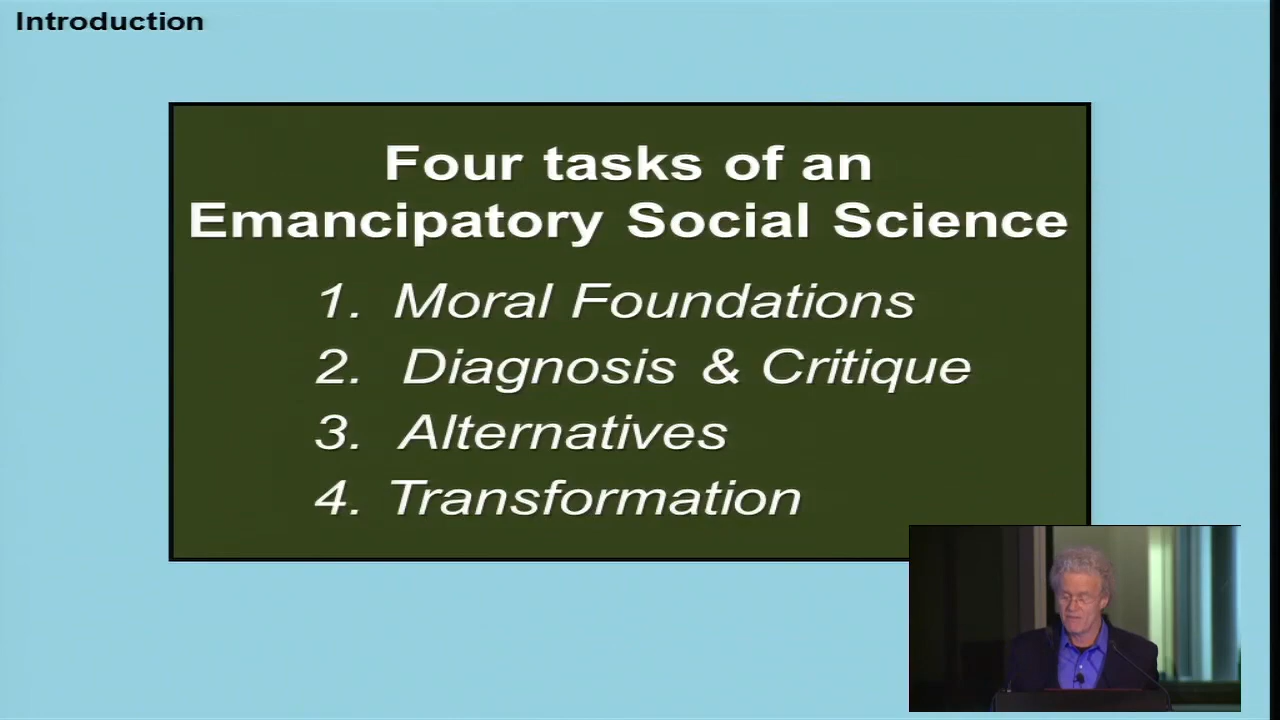 Introduction
Four tasks of an
Emancipatory Social Science
1. Moral Foundations
2. Diagnosis & Critique
3. Alternatives
4. Transformation